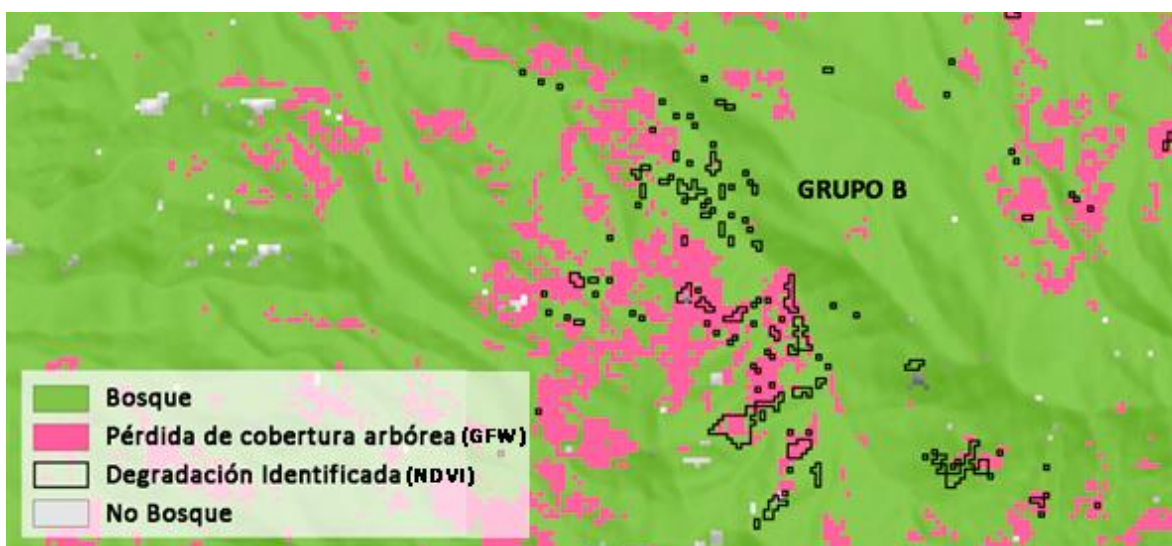 GRUPO B
Bosque
Pérdida de cobertura arbórea (GFW)
Degradación Identificada (NDVI)
No Bosque